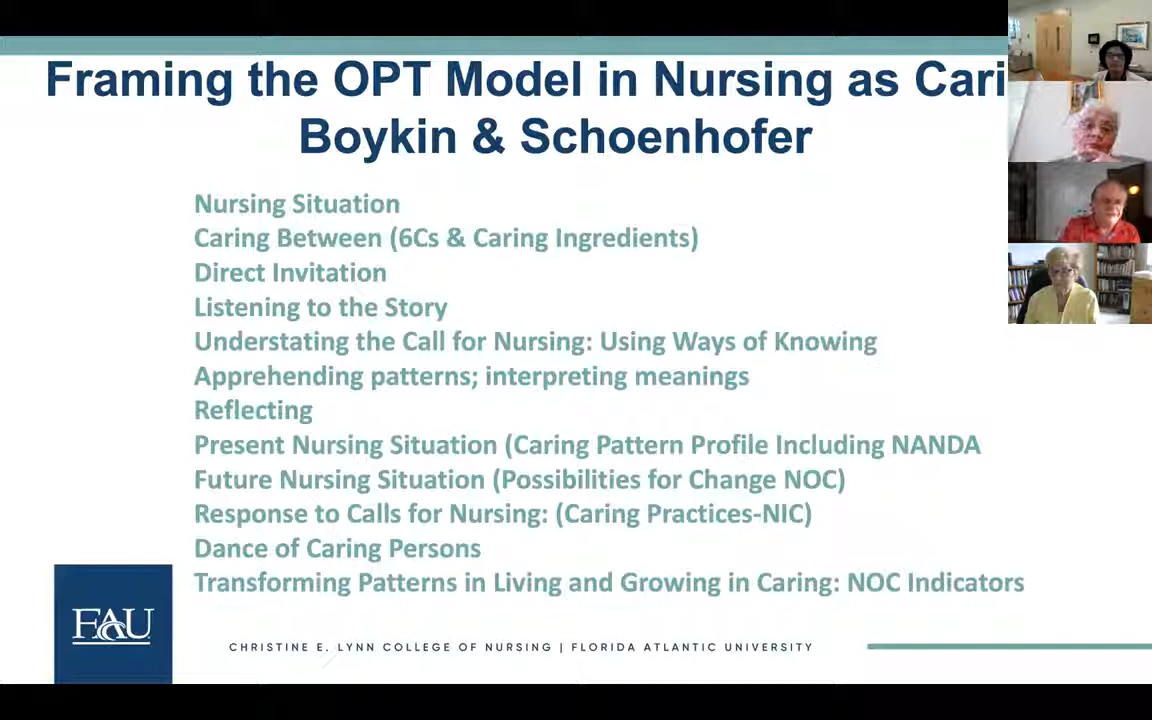 Framing the OPT Model in Nursing as Cari
Boykin & Schoenhofer
Nursing Situation
Caring Between (6Cs & Caring Ingredients)
Direct Invitation
Listening to the Story
Understating the Call for Nursing: Using Ways of Knowing
Apprehending patterns; interpreting meanings
Reflecting
Present Nursing Situation (Caring Pattern Profile Including NANDA
Future Nursing Situation (Possibilities for Change NOC)
Response to Calls for Nursing: (Caring Practices-NIC)
Dance of Caring Persons
Transforming Patterns in Living and Growing in Caring: NOC Indicators
FAU
CHRISTINE E. LYNN COLLEGE OF NURSING | FLORIDA ATLANTIC UNIVERSITY